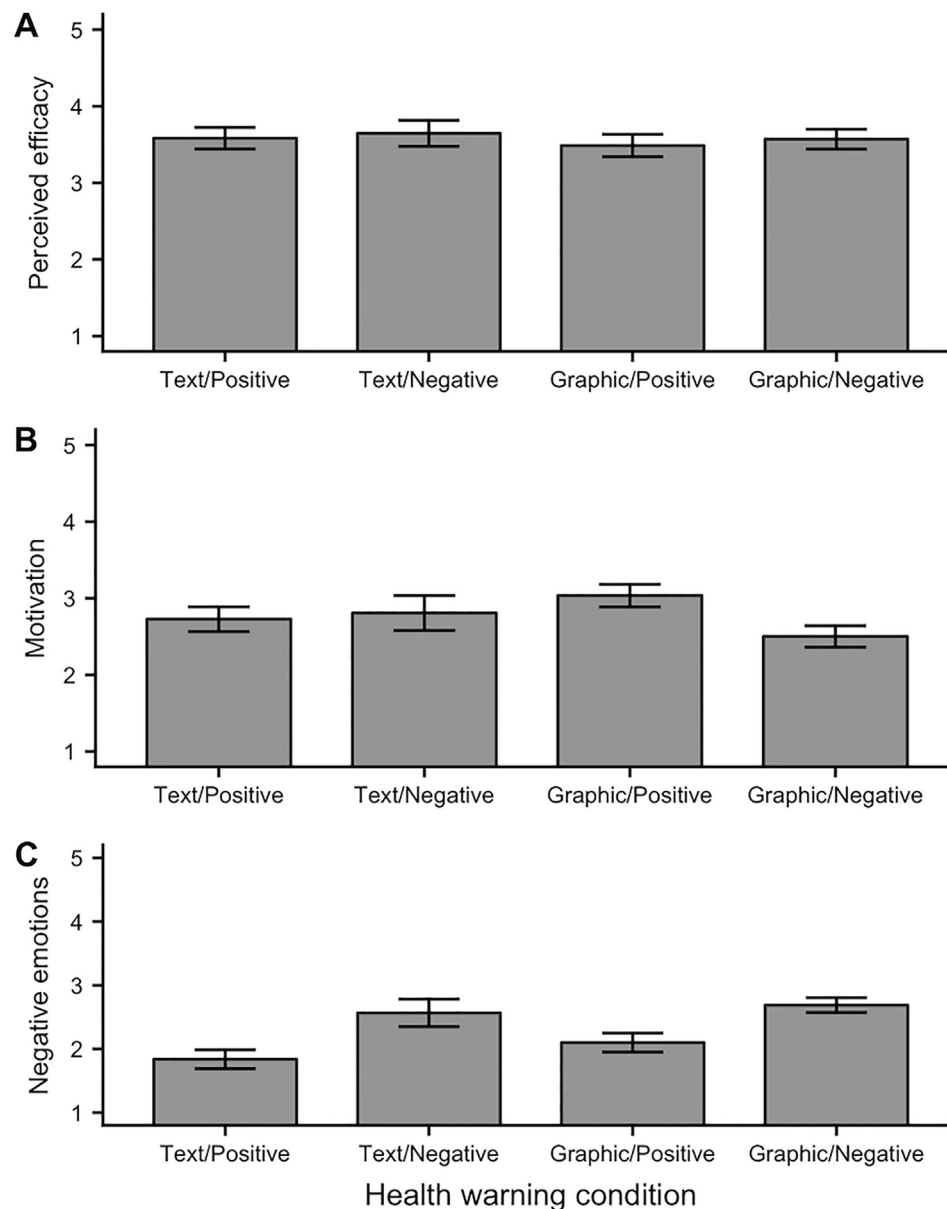 A
Perceived efficacy
5
4
3
2
1
Text/Positive Text/Negative Graphic/Positive Graphic/Negative
B
Motivation
5
4
3
2
1
Text/Positive Text/Negative Graphic/Positive Graphic/Negative
C
Negative emotions
5
4
3
2
1
Text/Positive Text/Negative Graphic/Positive Graphic/Negative
Health warning condition